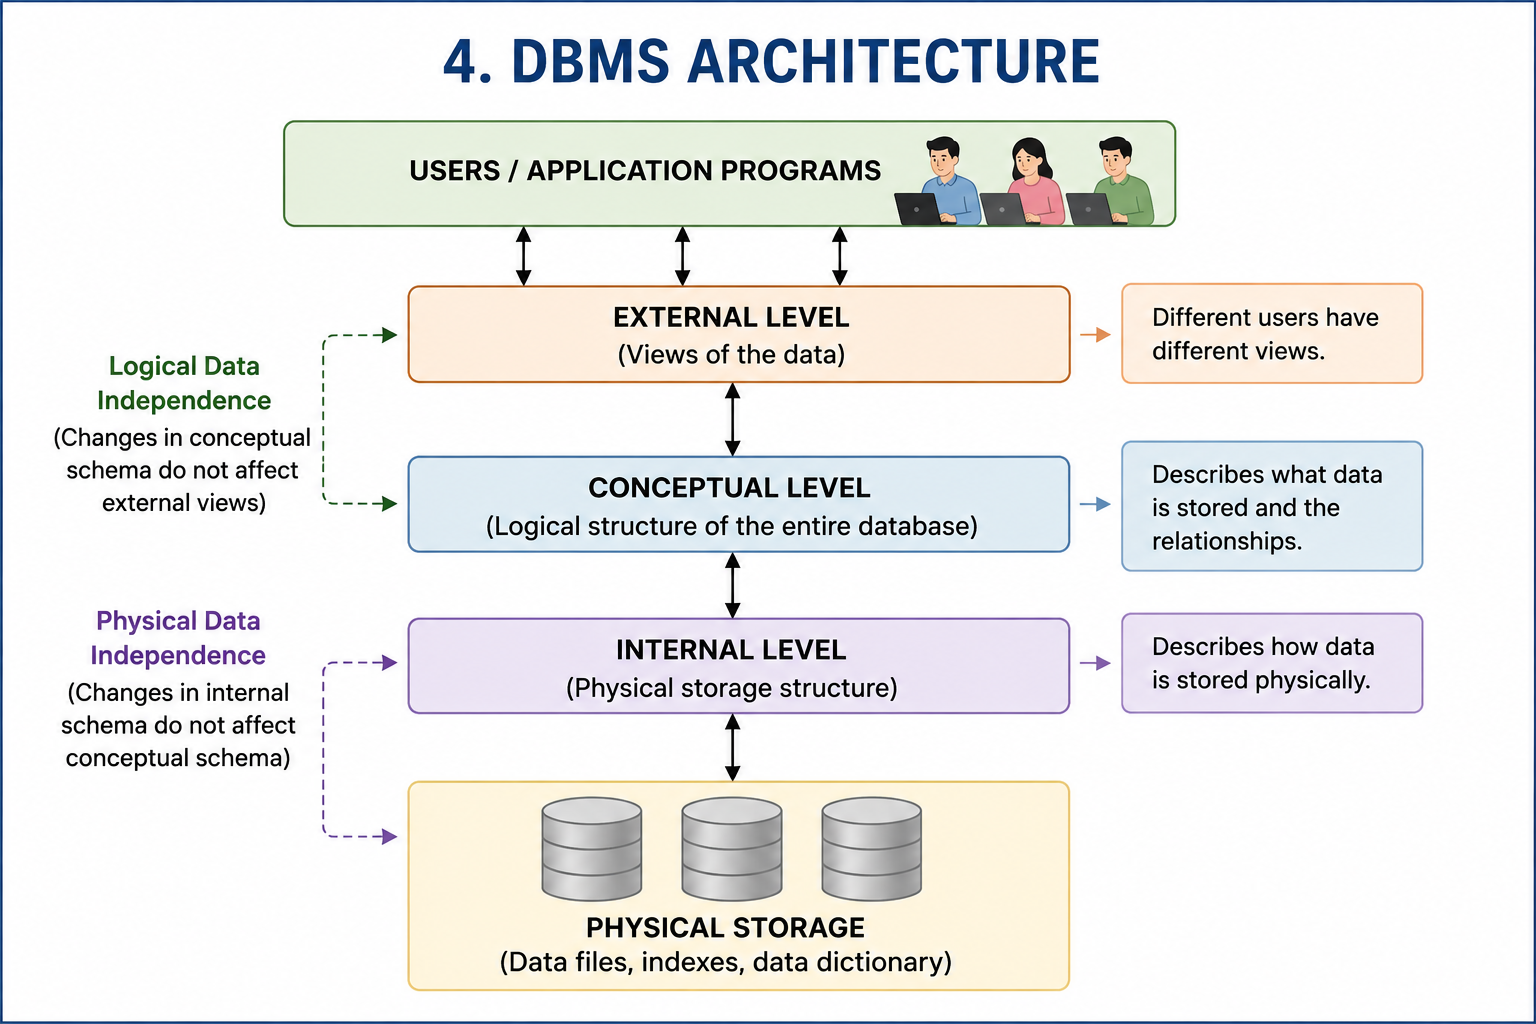 4. DBMS ARCHITECTURE
USERS / APPLICATION PROGRAMS
EXTERNAL LEVEL
(Views of the data)
Different users have
different views.
Logical Data
Independence
(Changes in conceptual
schema do not affect
external views)
CONCEPTUAL LEVEL
(Logical structure of the entire database)
Describes what data
is stored and the
relationships.
Physical Data
Independence
(Changes in internal
schema do not affect
conceptual schema)
INTERNAL LEVEL
(Physical storage structure)
Describes how data
is stored physically.
PHYSICAL STORAGE
(Data files, indexes, data dictionary)